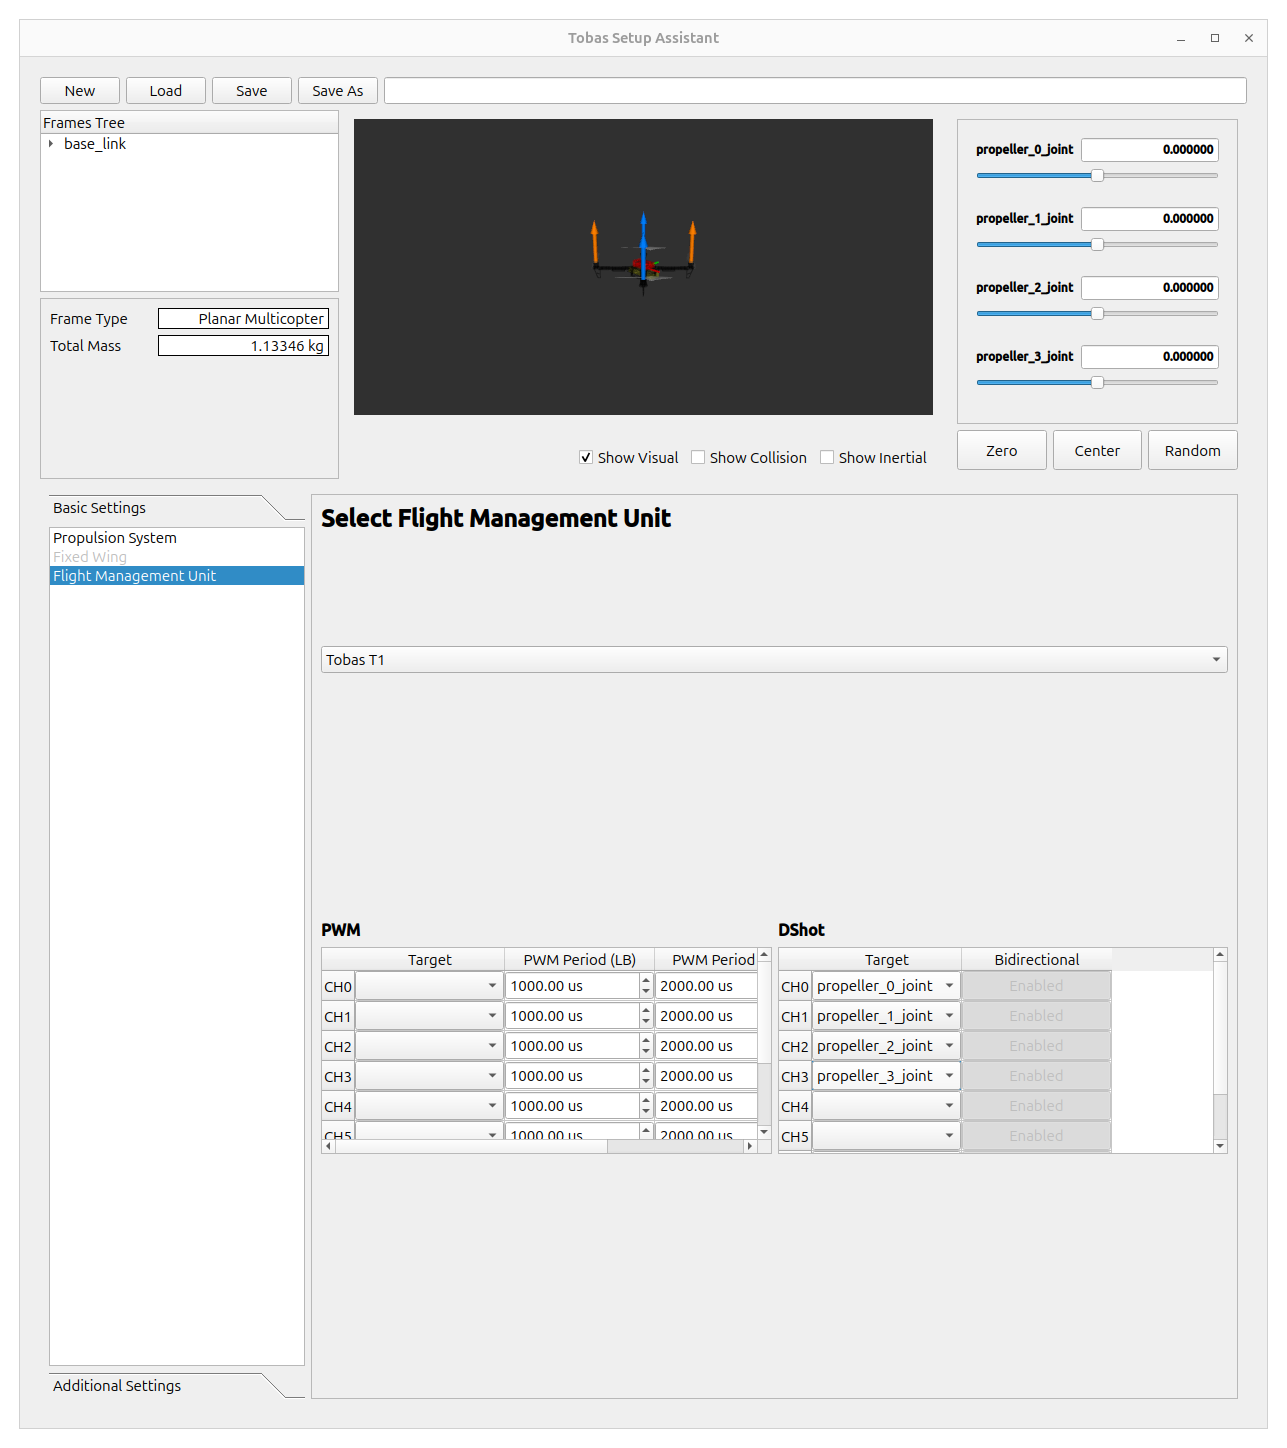 Tobas Setup Assistant
New Load Save Save As
Frames Tree
base_link
Frame Type Planar Multicopter
Total Mass 1.13346 kg
Show Visual Show Collision Show Inertial
propeller_0_joint 0.000000
propeller_1_joint 0.000000
propeller_2_joint 0.000000
propeller_3_joint 0.000000
Zero Center Random
Basic Settings
Propulsion System
Fixed Wing
Flight Management Unit
Additional Settings
Select Flight Management Unit
Tobas T1
PWM
Target PWM Period (LB) PWM Period
CH0 1000.00 us 2000.00 us
CH1 1000.00 us 2000.00 us
CH2 1000.00 us 2000.00 us
CH3 1000.00 us 2000.00 us
CH4 1000.00 us 2000.00 us
CH5 1000.00 us 2000.00 us
DShot
Target Bidirectional
CH0 propeller_0_joint Enabled
CH1 propeller_1_joint Enabled
CH2 propeller_2_joint Enabled
CH3 propeller_3_joint Enabled
CH4 Enabled
CH5 Enabled